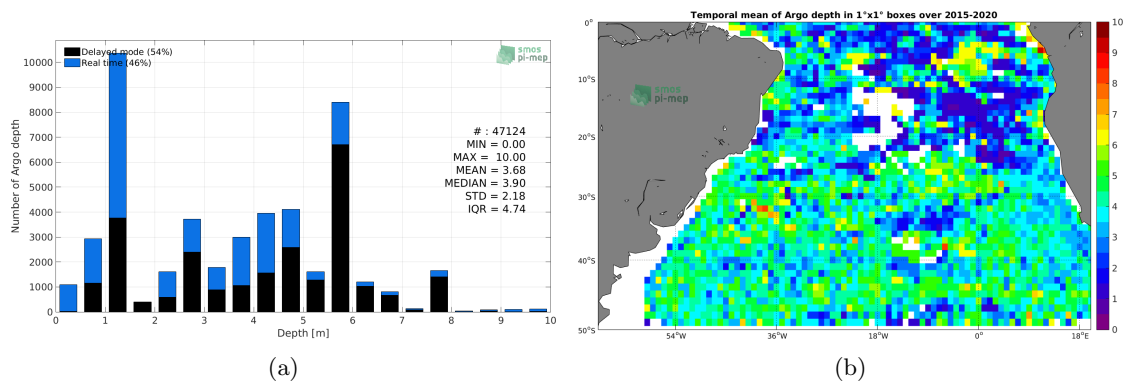 Delayed mode (54%)
Real time (46%)
smos
pi-mep
# : 47124
MIN = 0.00
MAX = 10.00
MEAN = 3.68
MEDIAN = 3.90
STD = 2.18
IQR = 4.74
Number of Argo depth
10000
9000
8000
7000
6000
5000
4000
3000
2000
1000
0
0 1 2 3 4 5 6 7 8 9 10
Depth [m]
(a)
Temporal mean of Argo depth in 1°x1° boxes over 2015-2020
0°
10°S
20°S
30°S
40°S
50°S
smos
pi-mep
54°W 36°W 18°W 0° 18°E
10
9
8
7
6
5
4
3
2
1
0
(b)